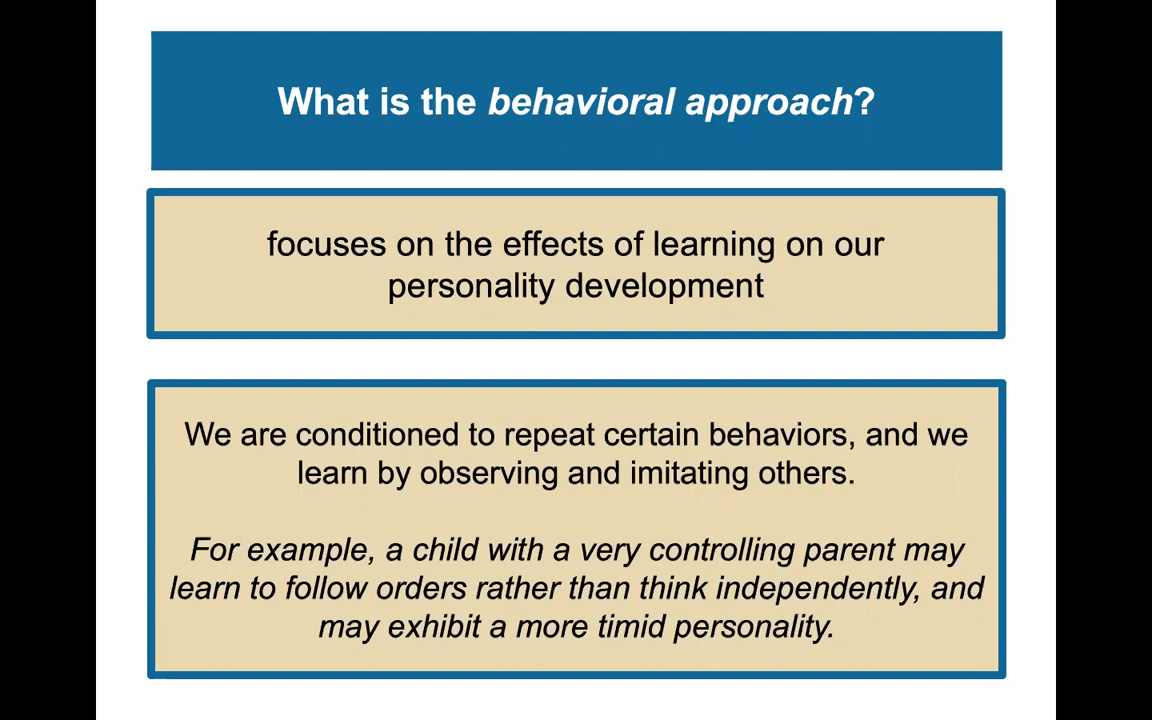 What is the behavioral approach?
focuses on the effects of learning on our
personality development
We are conditioned to repeat certain behaviors, and we
learn by observing and imitating others.
For example, a child with a very controlling parent may
learn to follow orders rather than think independently, and
may exhibit a more timid personality.